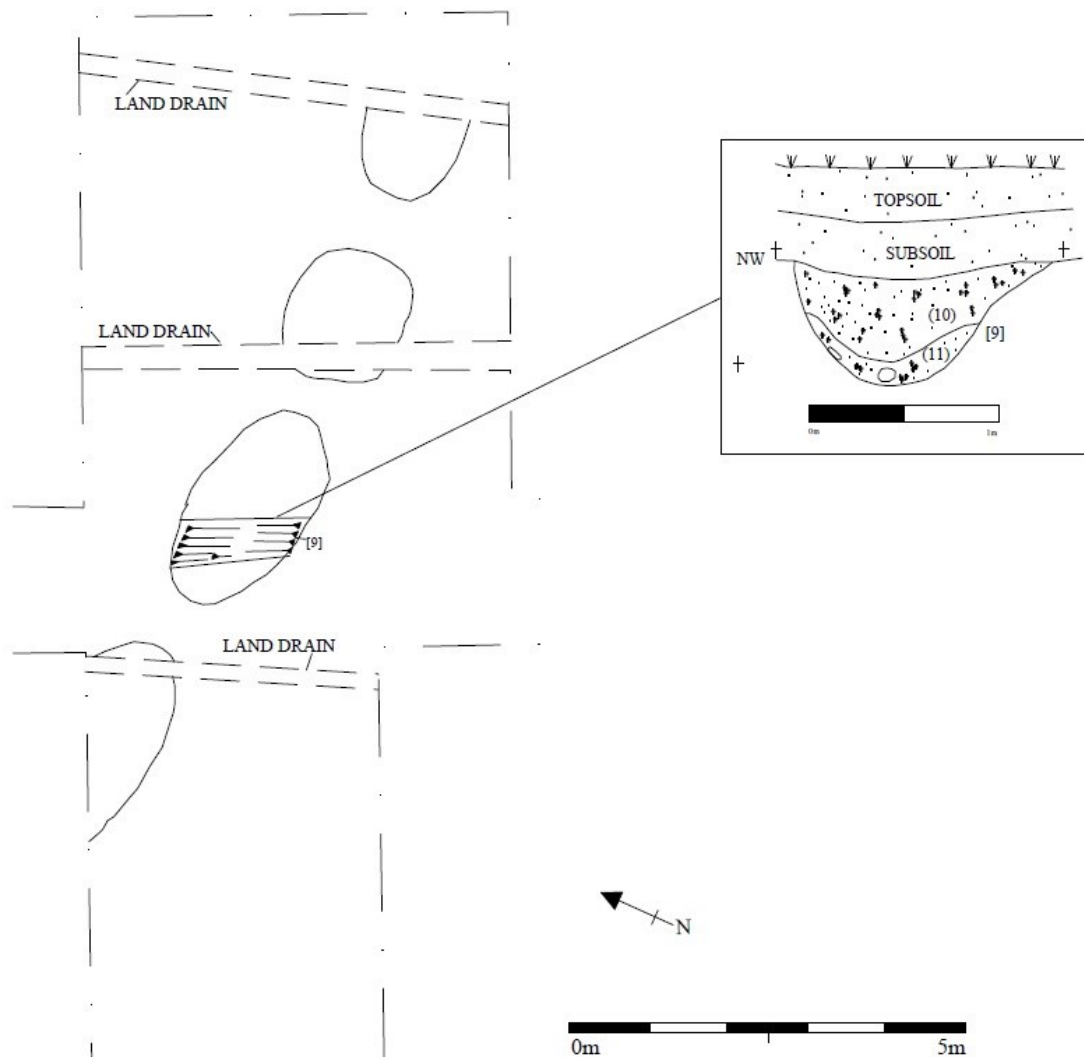 LAND DRAIN
LAND DRAIN
[9]
LAND DRAIN
TOPSOIL
SUBSOIL
NW
(10)
[9]
(11)
0m
1m
N
0m
5m